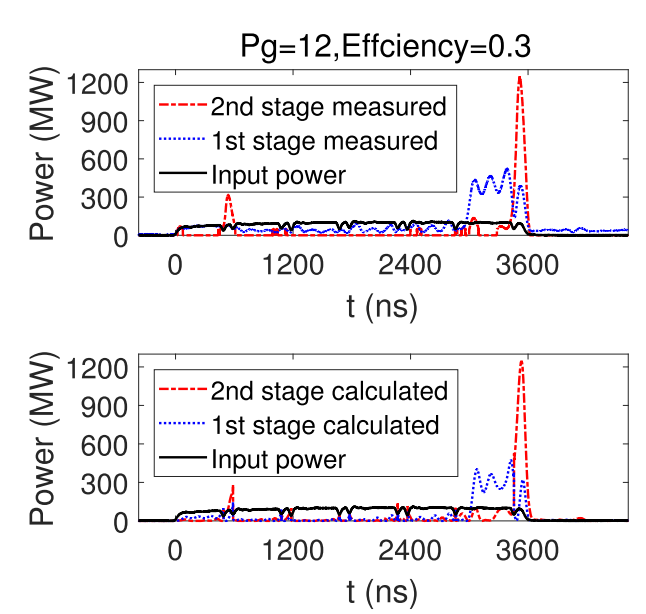 Pg=12,Effciency=0.3
Power (MW)
1200
900
600
300
0
2nd stage measured
1st stage measured
Input power
0 1200 2400 3600
t (ns)
Power (MW)
1200
900
600
300
0
2nd stage calculated
1st stage calculated
Input power
0 1200 2400 3600
t (ns)